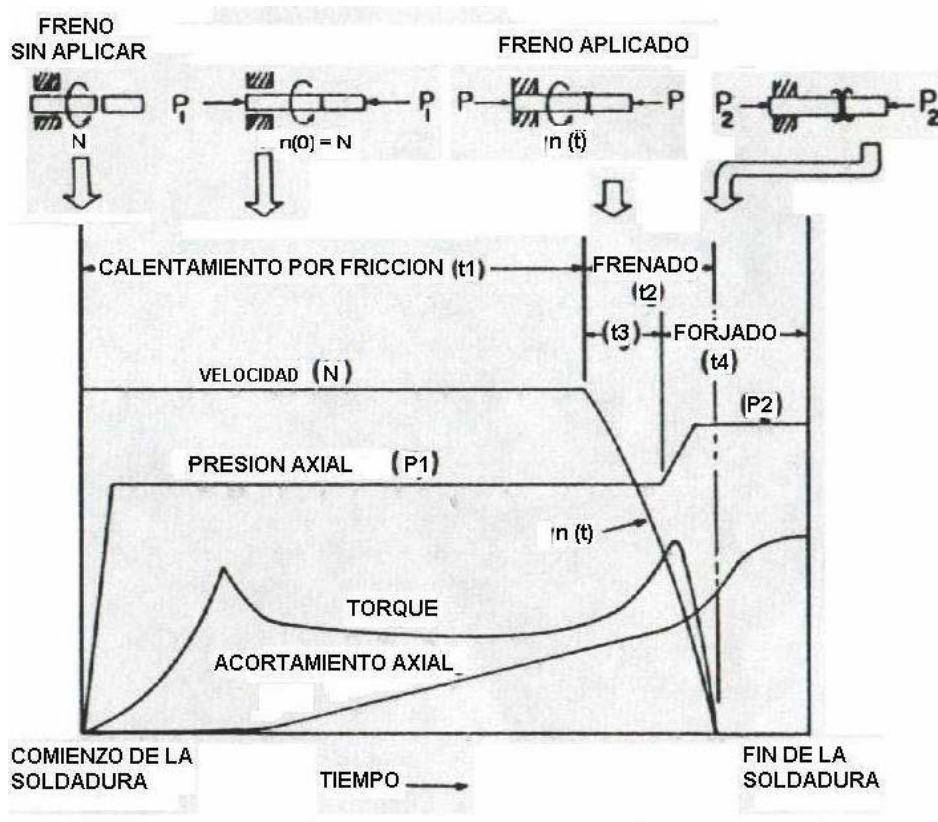 FRENO
SIN APLICAR
FRENO APLICADO
N
P1
n(0) = N
P1
P
n (t)
P
P2
P2
CALENTAMIENTO POR FRICCION (t1)
FRENADO
(t2)
(t3)
FORJADO
(t4)
VELOCIDAD (N)
(P2)
PRESION AXIAL (P1)
n (t)
TORQUE
ACORTAMIENTO AXIAL
COMIENZO DE LA
SOLDADURA
TIEMPO
FIN DE LA
SOLDADURA